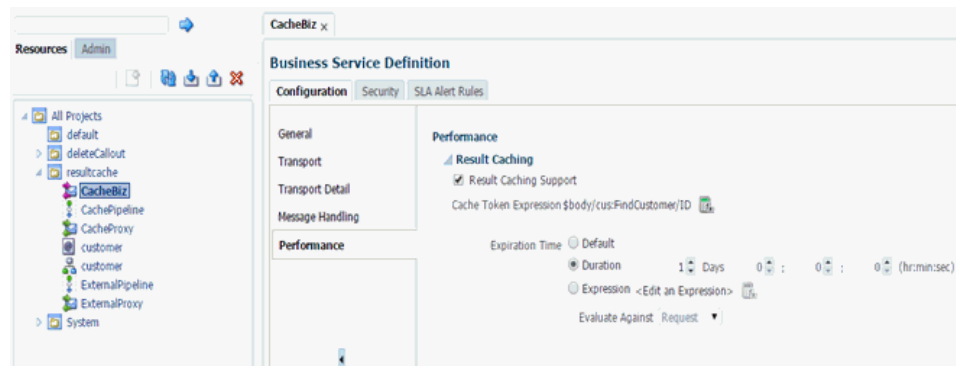 Resources Admin
All Projects
default
deleteCallout
resultcache
CacheBiz
CachePipeline
CacheProxy
customer
customer
ExternalPipeline
ExternalProxy
System
CacheBiz x
Business Service Definition
Configuration Security SLA Alert Rules
General
Transport
Transport Detail
Message Handling
Performance
Performance
Result Caching
Result Caching Support
Cache Token Expression $body/cus:FindCustomer/ID
Expiration Time Default
Duration 1 Days 0 : 0 : 0 (hr:min:sec)
Expression <Edit an Expression>
Evaluate Against Request